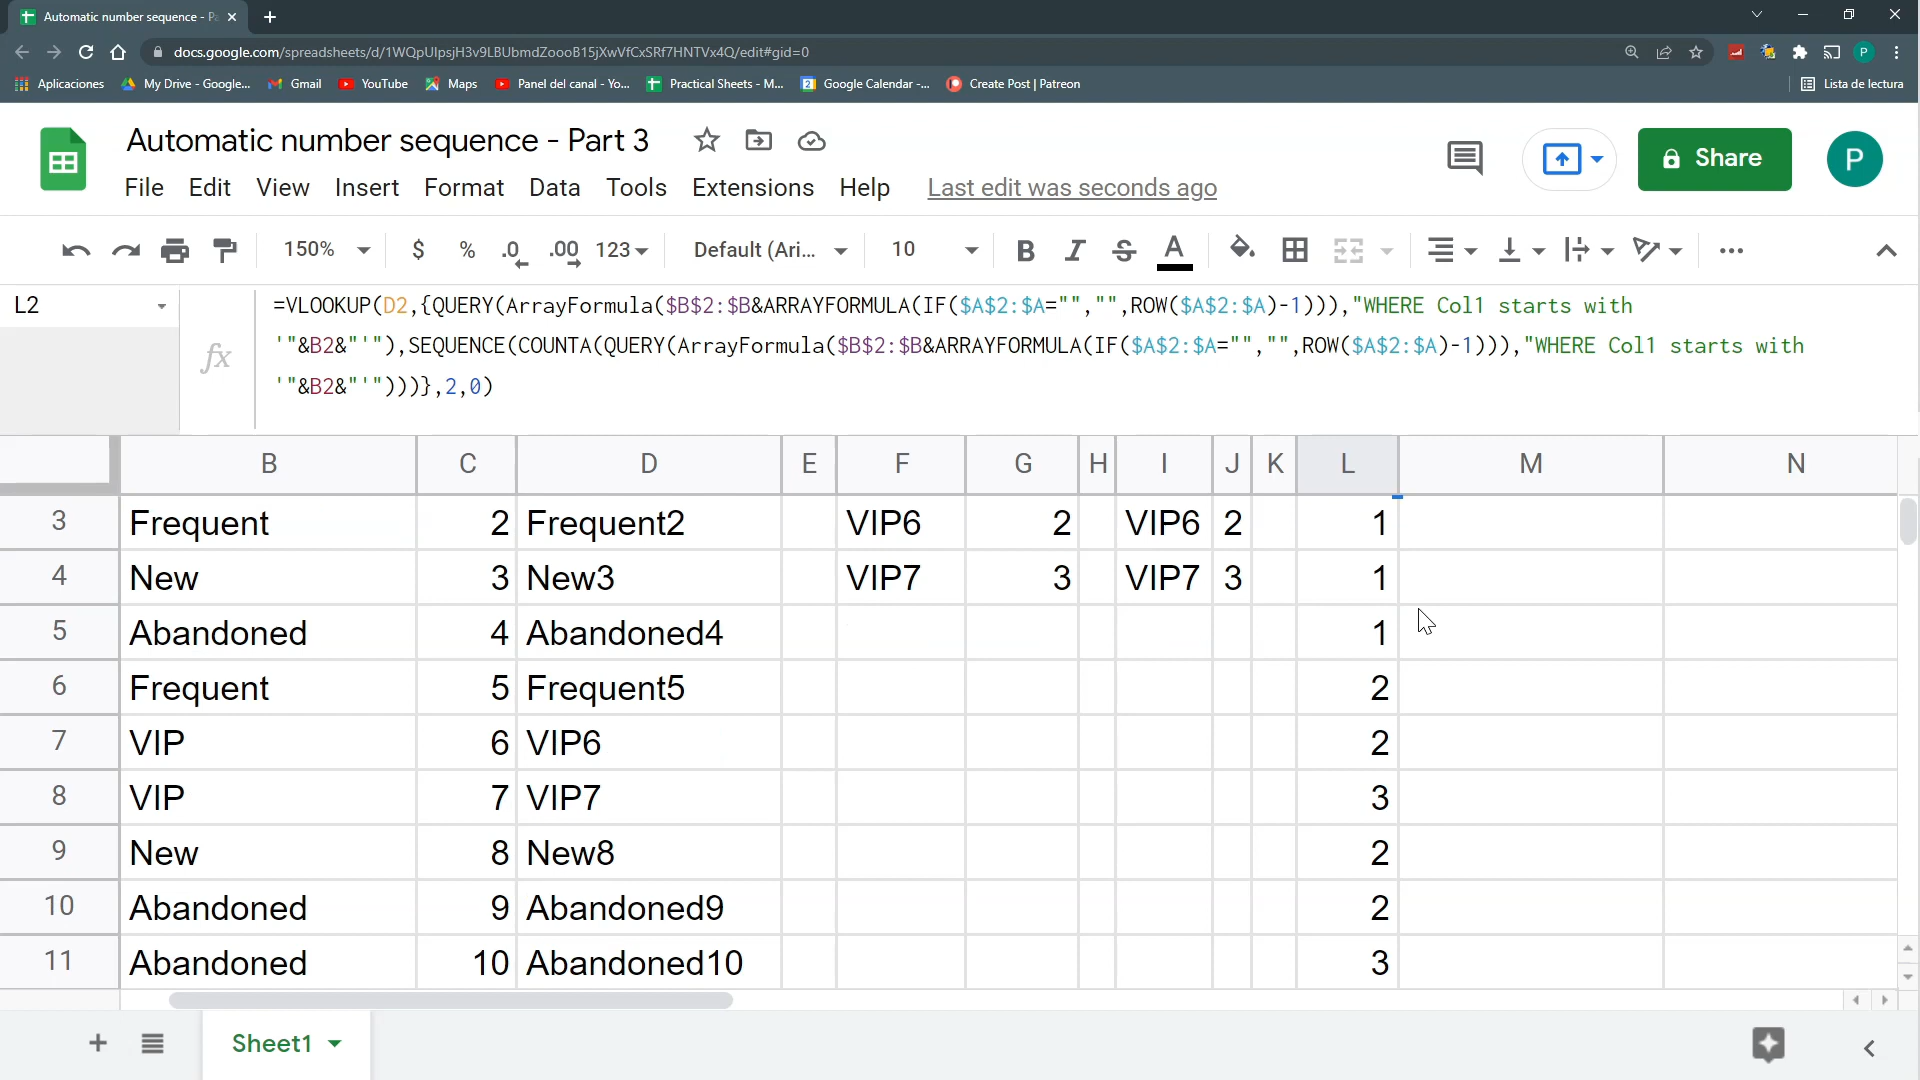 Automatic number sequence - Pa
docs.google.com/spreadsheets/d/1WQpUlpsjH3v9LBUbmdZoooB15jXwVfCxSRf7HNTVx4Q/edit#gid=0
P
Aplicaciones My Drive - Google... Gmail YouTube Maps Panel del canal - Yo... Practical Sheets - M... Google Calendar -... Create Post | Patreon Lista de lectura
Automatic number sequence - Part 3
Share
P
File Edit View Insert Format Data Tools Extensions Help Last edit was seconds ago
150% $ % .0 .00 123 Default (Ari... 10 B I S A
L2
=VLOOKUP(D2,{QUERY(ArrayFormula($B$2:$B&ARRAYFORMULA(IF($A$2:$A="","",ROW($A$2:$A)-1))),"WHERE Col1 starts with
'"&B2&"'"),SEQUENCE(COUNTA(QUERY(ArrayFormula($B$2:$B&ARRAYFORMULA(IF($A$2:$A="","",ROW($A$2:$A)-1))),"WHERE Col1 starts with
'"&B2&"'")))},2,0)
fx
B C D E F G H I J K L M N
3 Frequent 2 Frequent2 VIP6 2 VIP6 2 1
4 New 3 New3 VIP7 3 VIP7 3 1
5 Abandoned 4 Abandoned4 1
6 Frequent 5 Frequent5 2
7 VIP 6 VIP6 2
8 VIP 7 VIP7 3
9 New 8 New8 2
10 Abandoned 9 Abandoned9 2
11 Abandoned 10 Abandoned10 3
Sheet1